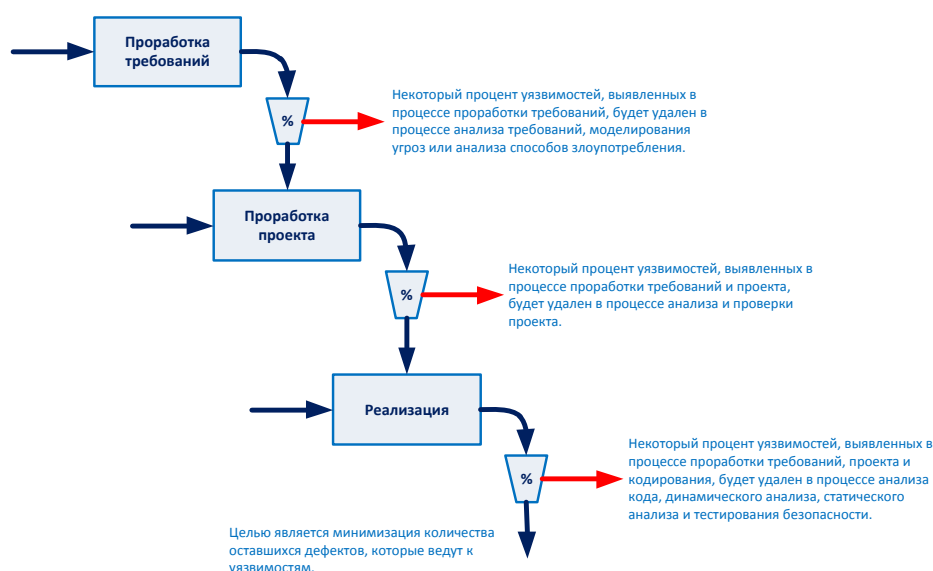 Проработка
требований
%
Некоторый процент уязвимостей, выявленных в
процессе проработки требований, будет удален в
процессе анализа требований, моделирования
угроз или анализа способов злоупотребления.
Проработка
проекта
%
Некоторый процент уязвимостей, выявленных в
процессе проработки требований и проекта,
будет удален в процессе анализа и проверки
проекта.
Реализация
%
Некоторый процент уязвимостей, выявленных в
процессе проработки требований, проекта и
кодирования, будет удален в процессе анализа
кода, динамического анализа, статического
анализа и тестирования безопасности.
Целью является минимизация количества
оставшихся дефектов, которые ведут к
уязвимостям.